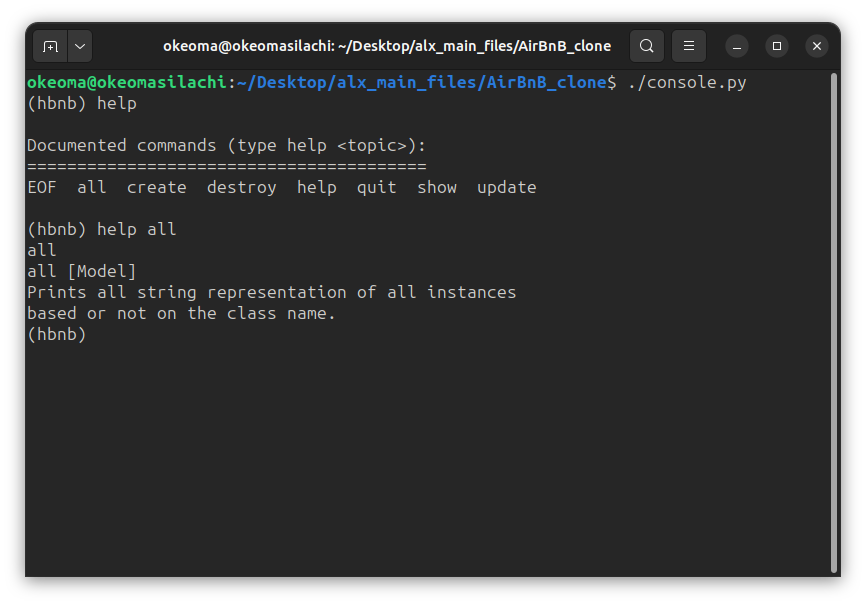 okeoma@okeomasilachi: ~/Desktop/alx_main_files/AirBnB_clone
okeoma@okeomasilachi:~/Desktop/alx_main_files/AirBnB_clone$ ./console.py
(hbnb) help
Documented commands (type help <topic>):
========================================
EOF  all  create  destroy  help  quit  show  update
(hbnb) help all
all
all [Model]
Prints all string representation of all instances
based or not on the class name.
(hbnb)